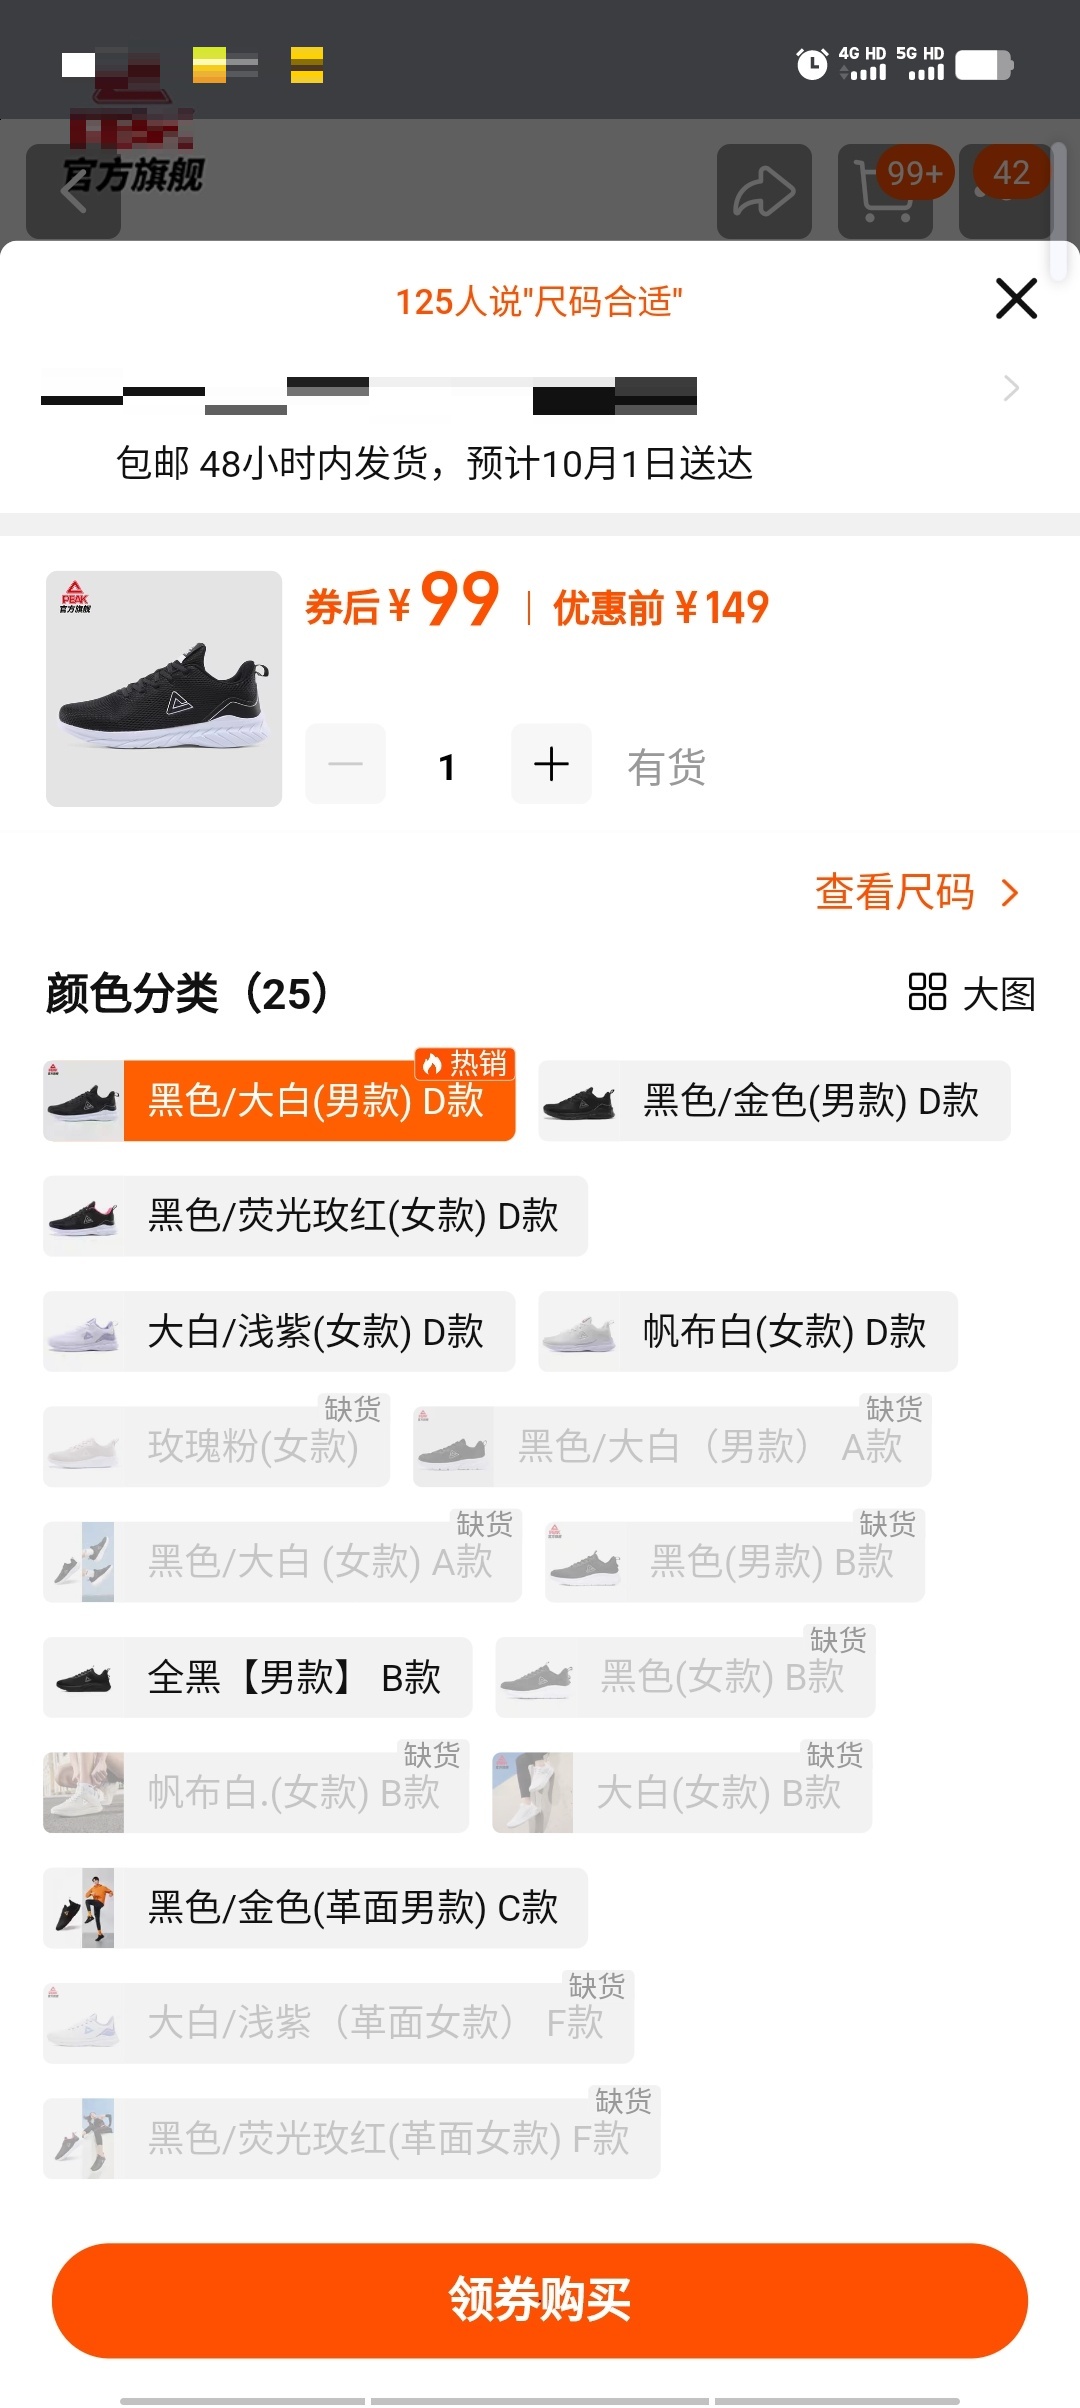 4G HD 5G HD
官方旗舰
99+
42
125人说"尺码合适"
包邮 48小时内发货，预计10月1日送达
PEAK
官方旗舰
券后¥99 | 优惠前 ¥149
1
有货
查看尺码
颜色分类（25）
大图
热销
黑色/大白(男款) D款
黑色/金色(男款) D款
黑色/荧光玫红(女款) D款
大白/浅紫(女款) D款
帆布白(女款) D款
缺货
玫瑰粉(女款)
缺货
黑色/大白（男款） A款
缺货
黑色/大白 (女款) A款
缺货
黑色(男款) B款
全黑【男款】 B款
缺货
黑色(女款) B款
缺货
帆布白.(女款) B款
缺货
大白(女款) B款
黑色/金色(革面男款) C款
缺货
大白/浅紫（革面女款） F款
缺货
黑色/荧光玫红(革面女款) F款
领券购买